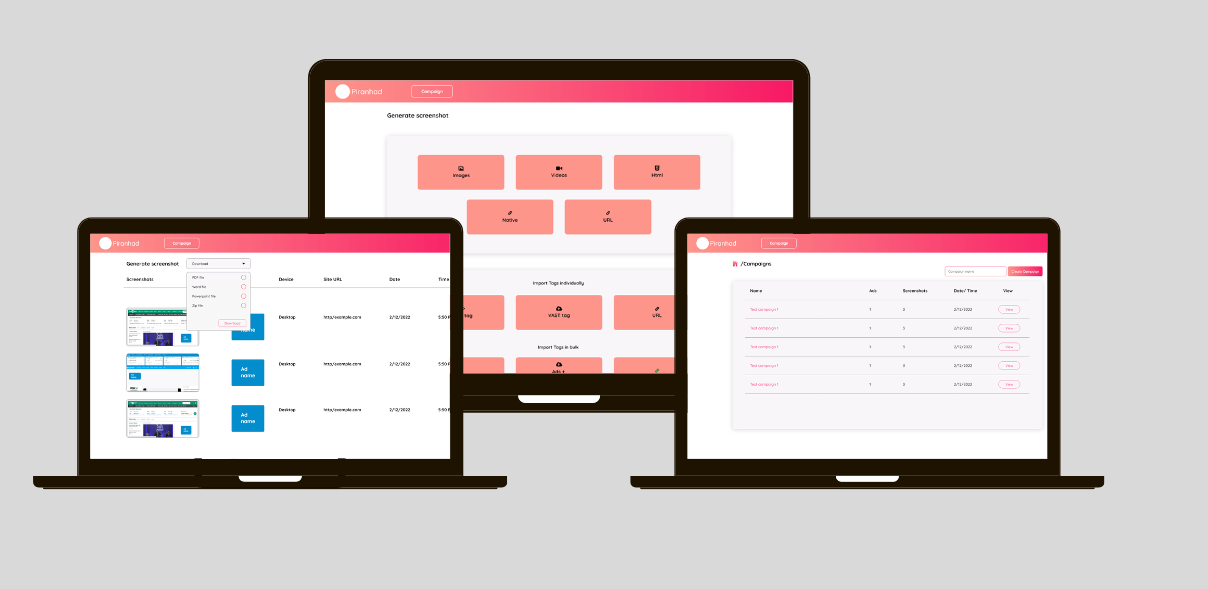 Piranhad
Campaign
Generate screenshot
Images
Videos
Html
Native
URL
Import Tags individually
tag
VAST tag
URL
Import Tags in bulk
Ads +
Piranhad
Campaign
Generate screenshot
Download
Screenshots
Device
Site URL
Date
Time
PDF file
Word file
Powerpoint file
Zip file
Download
name
Desktop
http/example.com
2/12/2022
5:50
Ad
name
Desktop
http/example.com
2/12/2022
5:50 P
Ad
name
Desktop
http/example.com
2/12/2022
5:50 P
Piranhad
Campaign
/Campaigns
Campaign name
Create Campaign
Name
Ads
Screenshots
Date/ Time
View
Test campaign 1
1
3
2/12/2022
View
Test campaign 1
1
3
2/12/2022
View
Test campaign 1
1
3
2/12/2022
View
Test campaign 1
1
3
2/12/2022
View
Test campaign 1
1
3
2/12/2022
View